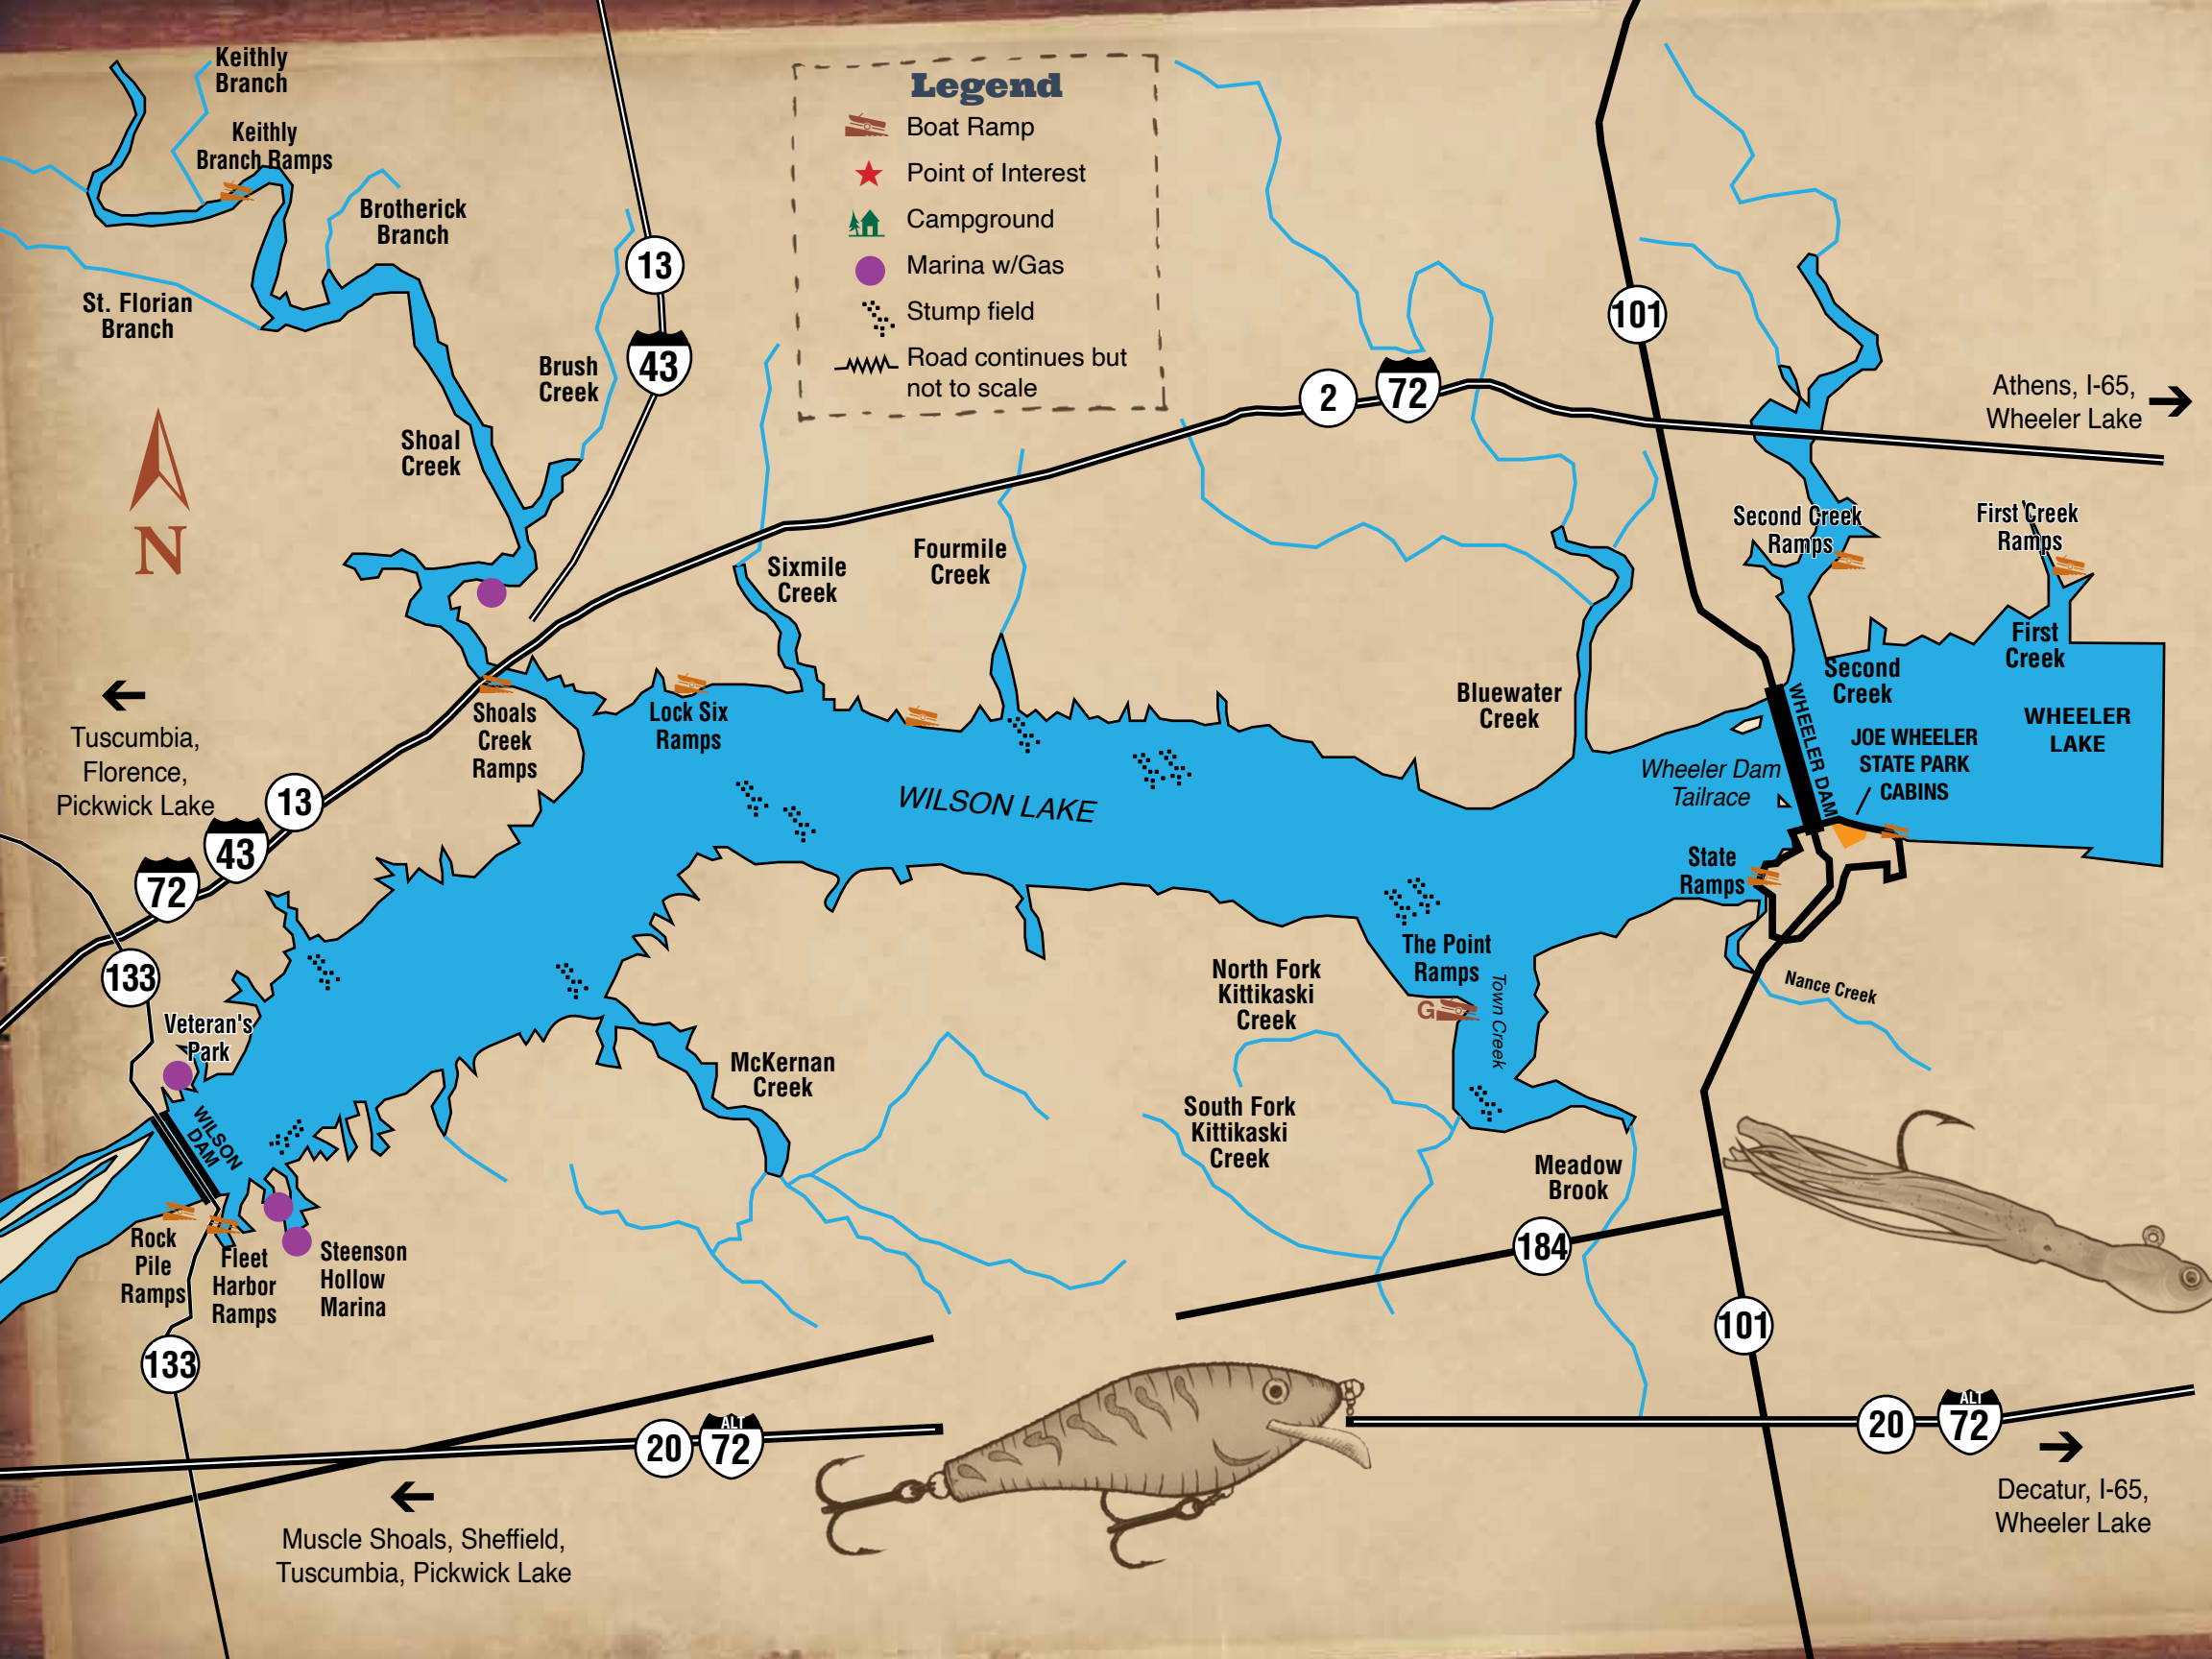 Keithly
Branch
Keithly
Branch Ramps
Brotherick
Branch
St. Florian
Branch
Shoal
Creek
Brush
Creek
13
43
Legend
Boat Ramp
Point of Interest
Campground
Marina w/Gas
Stump field
Road continues but
not to scale
2
72
101
Athens, I-65,
Wheeler Lake
N
Sixmile
Creek
Fourmile
Creek
Second Creek
Ramps
First Creek
Ramps
First
Creek
Second
Creek
Bluewater
Creek
WHEELER
LAKE
WHEELER DAM
JOE WHEELER
STATE PARK
CABINS
Wheeler Dam
Tailrace
Tuscumbia,
Florence,
Pickwick Lake
Shoals
Creek
Ramps
Lock Six
Ramps
WILSON LAKE
13
43
72
133
State
Ramps
The Point
Ramps
G
Town Creek
North Fork
Kittikaski
Creek
Nance Creek
Veteran's
Park
WILSON
DAM
McKernan
Creek
South Fork
Kittikaski
Creek
Meadow
Brook
184
Rock
Pile
Ramps
Fleet
Harbor
Ramps
Steenson
Hollow
Marina
133
101
20
ALT
72
20
ALT
72
Muscle Shoals, Sheffield,
Tuscumbia, Pickwick Lake
Decatur, I-65,
Wheeler Lake